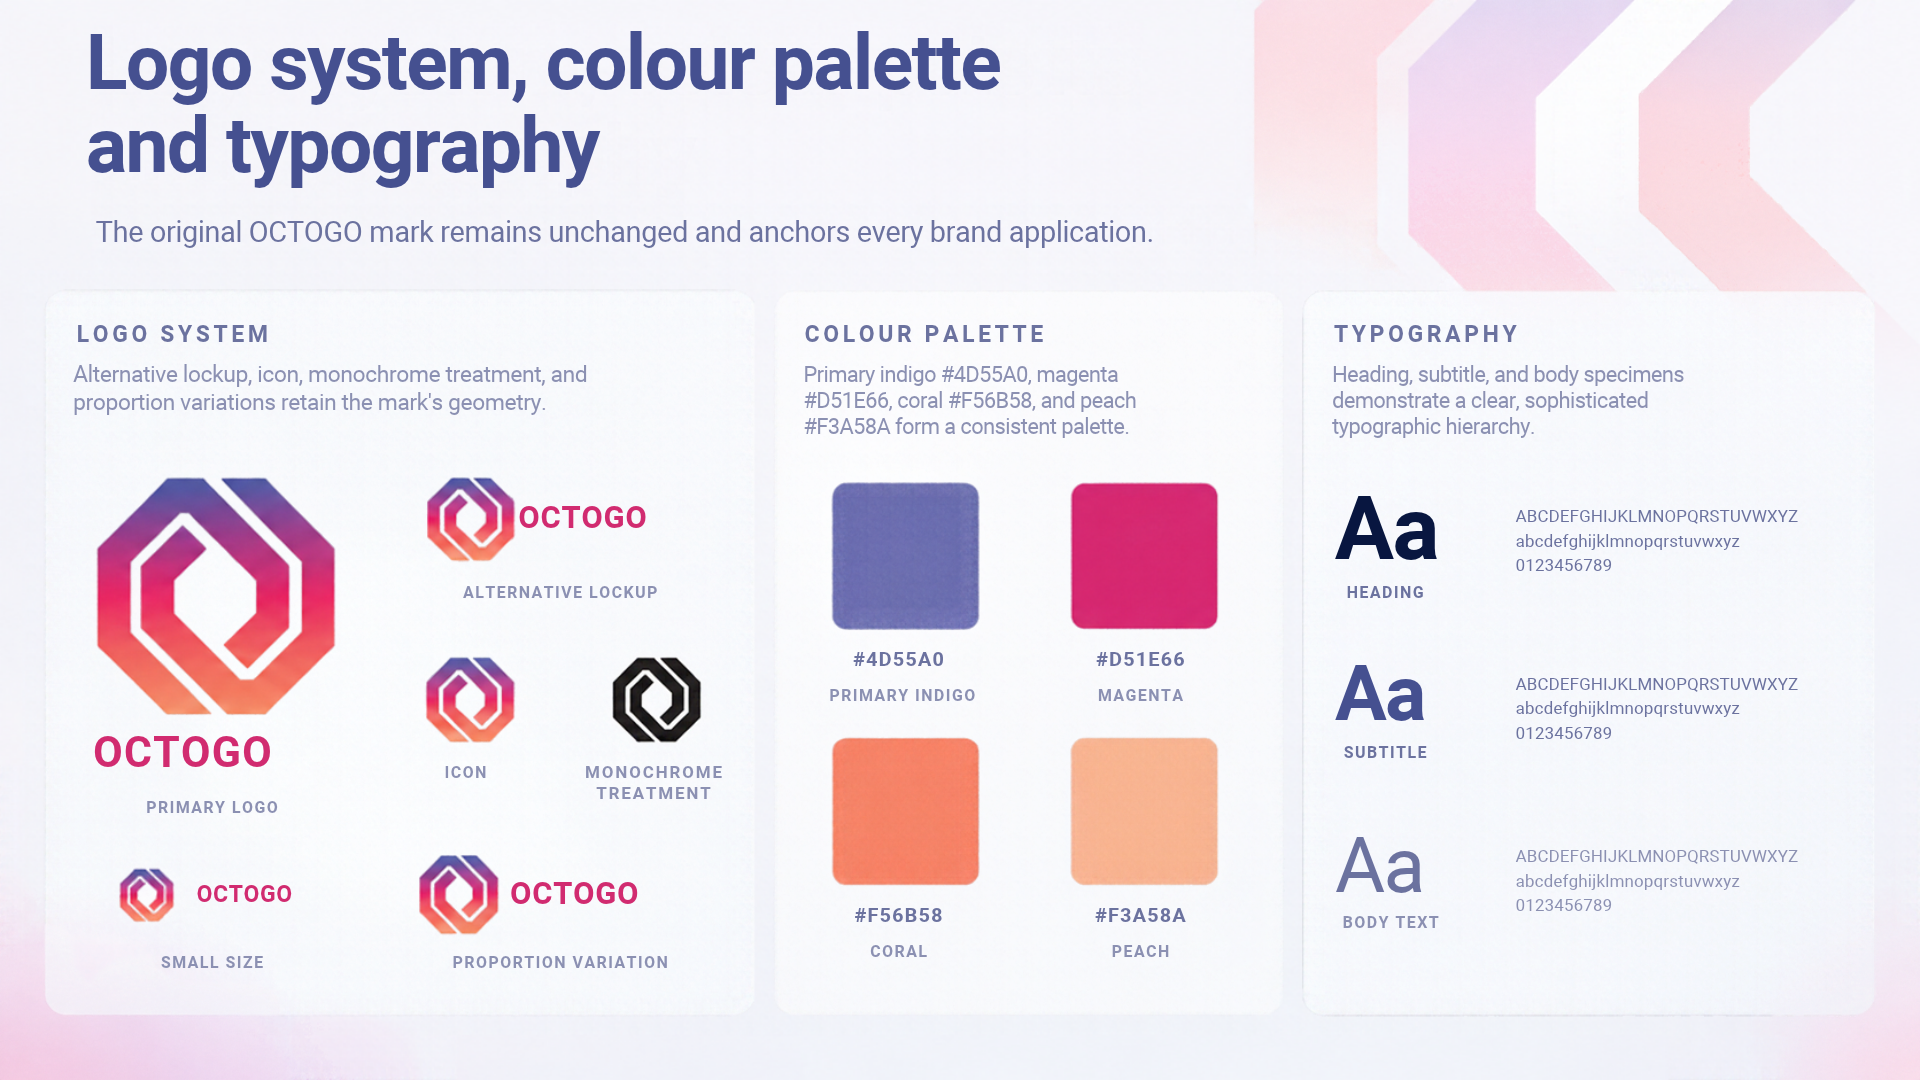 Logo system, colour palette
and typography
The original OCTOGO mark remains unchanged and anchors every brand application.
LOGO SYSTEM
Alternative lockup, icon, monochrome treatment, and
proportion variations retain the mark's geometry.
OCTOGO
PRIMARY LOGO
OCTOGO
ALTERNATIVE LOCKUP
ICON
MONOCHROME
TREATMENT
OCTOGO
SMALL SIZE
OCTOGO
PROPORTION VARIATION
COLOUR PALETTE
Primary indigo #4D55A0, magenta
#D51E66, coral #F56B58, and peach
#F3A58A form a consistent palette.
#4D55A0
PRIMARY INDIGO
#D51E66
MAGENTA
#F56B58
CORAL
#F3A58A
PEACH
TYPOGRAPHY
Heading, subtitle, and body specimens
demonstrate a clear, sophisticated
typographic hierarchy.
Aa
HEADING
ABCDEFGHIJKLMNOPQRSTUVWXYZ
abcdefghijklmnopqrstuvwxyz
0123456789
Aa
SUBTITLE
ABCDEFGHIJKLMNOPQRSTUVWXYZ
abcdefghijklmnopqrstuvwxyz
0123456789
Aa
BODY TEXT
ABCDEFGHIJKLMNOPQRSTUVWXYZ
abcdefghijklmnopqrstuvwxyz
0123456789